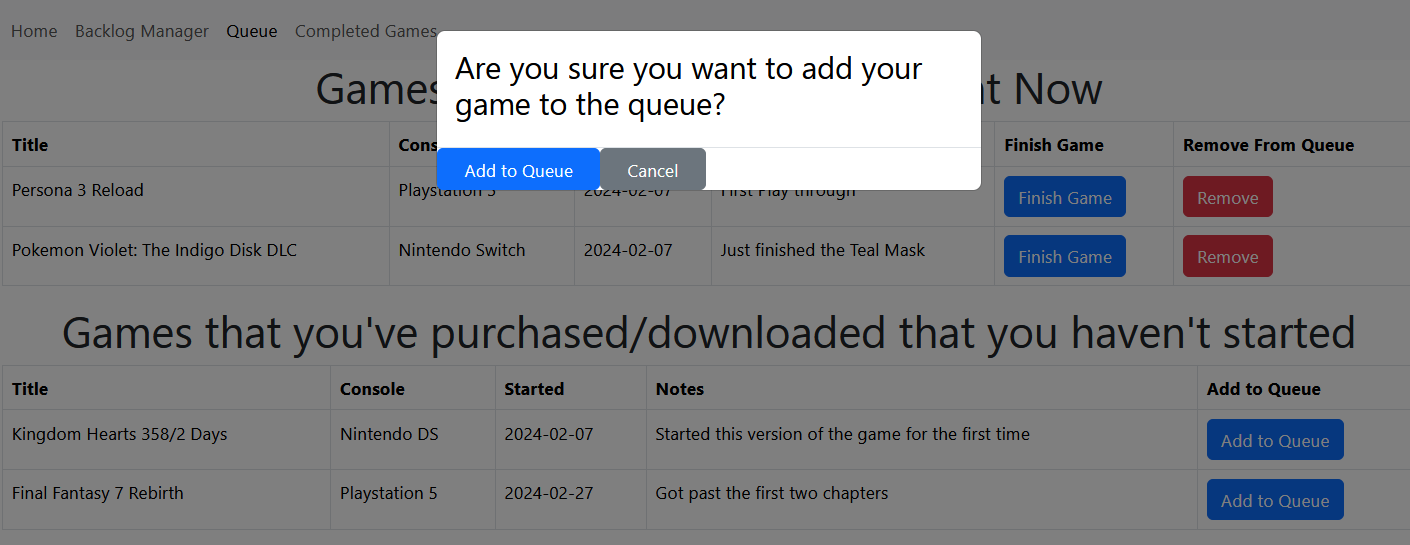 Home Backlog Manager Queue Completed Games
Are you sure you want to add your
game to the queue?
Add to Queue Cancel
Games Now
Title Finish Game Remove From Queue
Persona 3 Reload Playstation 5 2024-02-07 First Play through Finish Game Remove
Pokemon Violet: The Indigo Disk DLC Nintendo Switch 2024-02-07 Just finished the Teal Mask Finish Game Remove
Games that you've purchased/downloaded that you haven't started
Title Console Started Notes Add to Queue
Kingdom Hearts 358/2 Days Nintendo DS 2024-02-07 Started this version of the game for the first time Add to Queue
Final Fantasy 7 Rebirth Playstation 5 2024-02-27 Got past the first two chapters Add to Queue